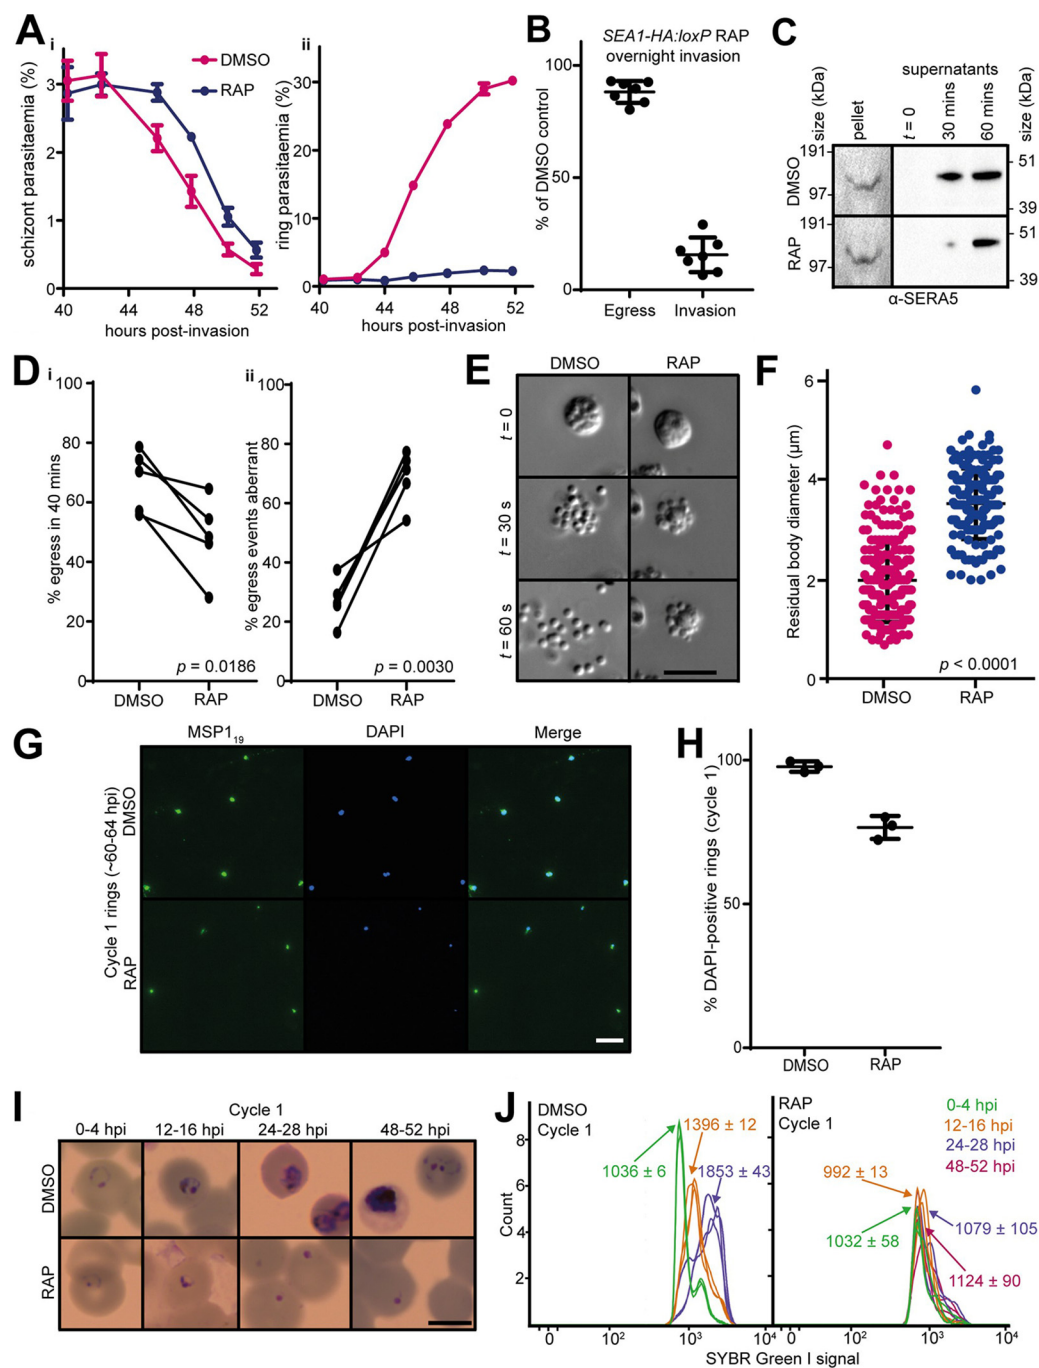 A
i
DMSO
RAP
schizont parasitaemia (%)
3
2
1
0
40 44 48 52
hours post-invasion
ii
ring parasitaemia (%)
30
20
10
0
40 44 48 52
hours post-invasion
B
SEA1-HA:loxP RAP
overnight invasion
% of DMSO control
100
50
0
Egress Invasion
C
supernatants
size (kDa)
pellet
t = 0
30 mins
60 mins
size (kDa)
DMSO
191
97
51
39
RAP
191
97
51
39
α-SERA5
D
i
% egress in 40 mins
100
80
60
40
20
0
p = 0.0186
DMSO RAP
ii
% egress events aberrant
100
80
60
40
20
0
p = 0.0030
DMSO RAP
E
DMSO RAP
t = 0
t = 30 s
t = 60 s
F
Residual body diameter (µm)
6
4
2
0
p < 0.0001
DMSO RAP
G
MSP1₁₉ DAPI Merge
Cycle 1 rings (~60-64 hpi)
DMSO
RAP
H
% DAPI-positive rings (cycle 1)
100
50
0
DMSO RAP
I
Cycle 1
0-4 hpi 12-16 hpi 24-28 hpi 48-52 hpi
DMSO
RAP
J
DMSO
Cycle 1
1396 ± 12
1036 ± 6
1853 ± 43
Count
8
6
4
2
0 10² 10³ 10⁴
RAP
Cycle 1
0-4 hpi
12-16 hpi
24-28 hpi
48-52 hpi
992 ± 13
1032 ± 58
1079 ± 105
1124 ± 90
0 10² 10³ 10⁴
SYBR Green I signal